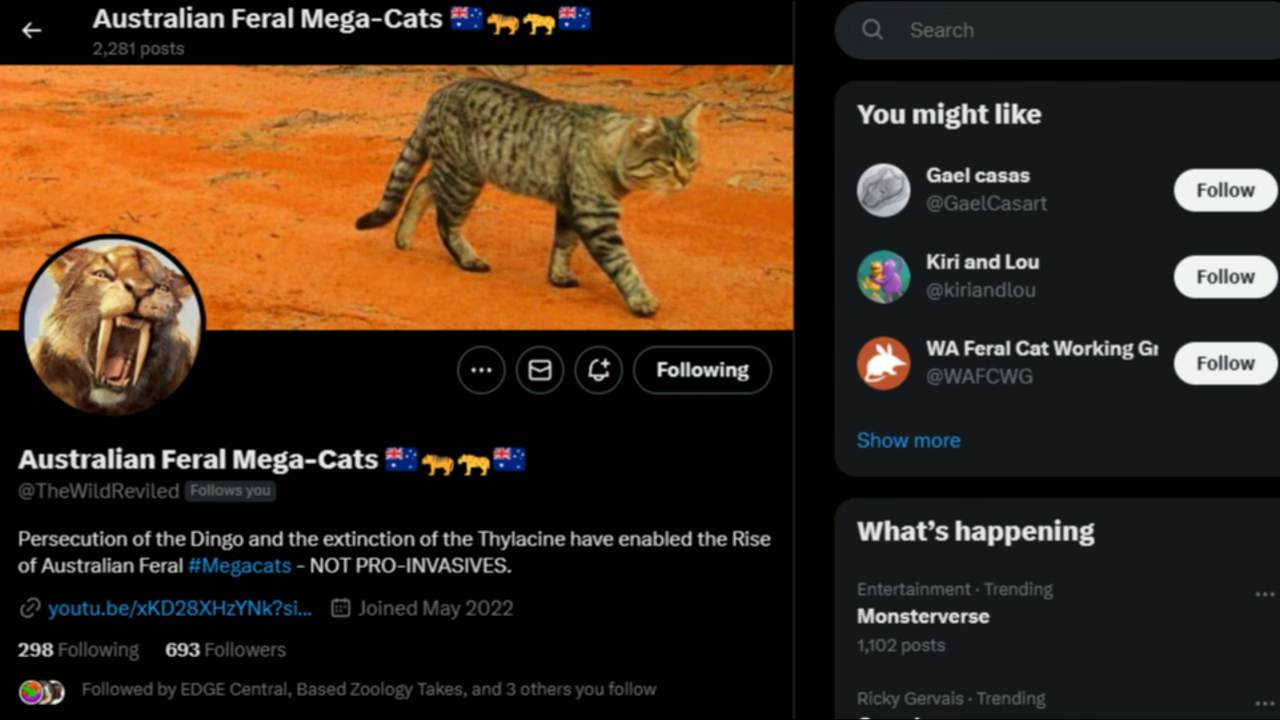 Australian Feral Mega-Cats 🇦🇺🐅🐆🇦🇺
2,281 posts
Australian Feral Mega-Cats 🇦🇺🐅🐆🇦🇺
@TheWildReviled Follows you
Persecution of the Dingo and the extinction of the Thylacine have enabled the Rise
of Australian Feral #Megacats - NOT PRO-INVASIVES.
youtu.be/xKD28XHzYNk?si... Joined May 2022
298 Following 693 Followers
Followed by EDGE Central, Based Zoology Takes, and 3 others you follow
Following
Search
You might like
Gael casas
@GaelCasart
Follow
Kiri and Lou
@kiriandlou
Follow
WA Feral Cat Working Gr
@WAFCWG
Follow
Show more
What's happening
Entertainment · Trending
Monsterverse
1,102 posts
Ricky Gervais · Trending